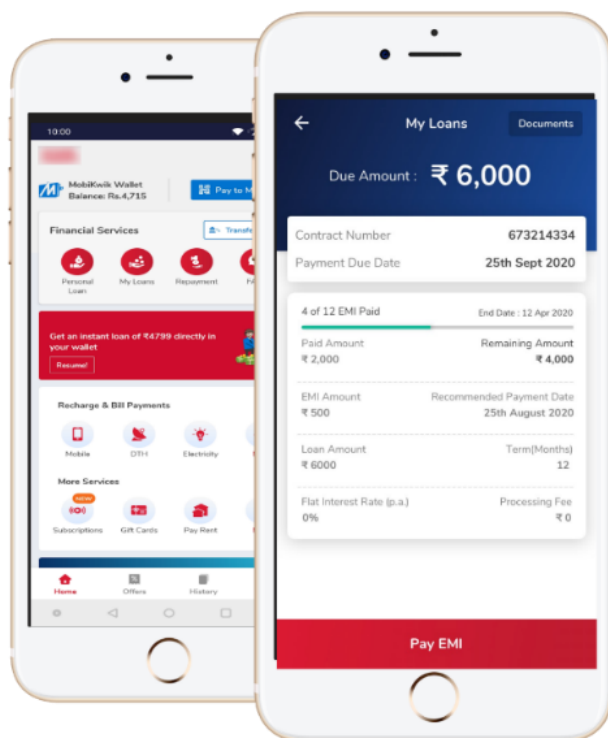 10:00
MobiKwik Wallet
Balance: Rs.4,715
Pay to M
Financial Services
Transfe
Personal Loan
My Loans
Repayment
Get an instant loan of ₹4799 directly in
your wallet
Resume!
Recharge & Bill Payments
Mobile
DTH
Electricity
More Services
NEW
Subscriptions
Gift Cards
Pay Rent
Home
Offers
History
My Loans
Documents
Due Amount : ₹ 6,000
Contract Number 673214334
Payment Due Date 25th Sept 2020
4 of 12 EMI Paid End Date : 12 Apr 2020
Paid Amount Remaining Amount
₹ 2,000 ₹ 4,000
EMI Amount Recommended Payment Date
₹ 500 25th August 2020
Loan Amount Term(Months)
₹ 6000 12
Flat Interest Rate (p.a.) Processing Fee
0% ₹ 0
Pay EMI